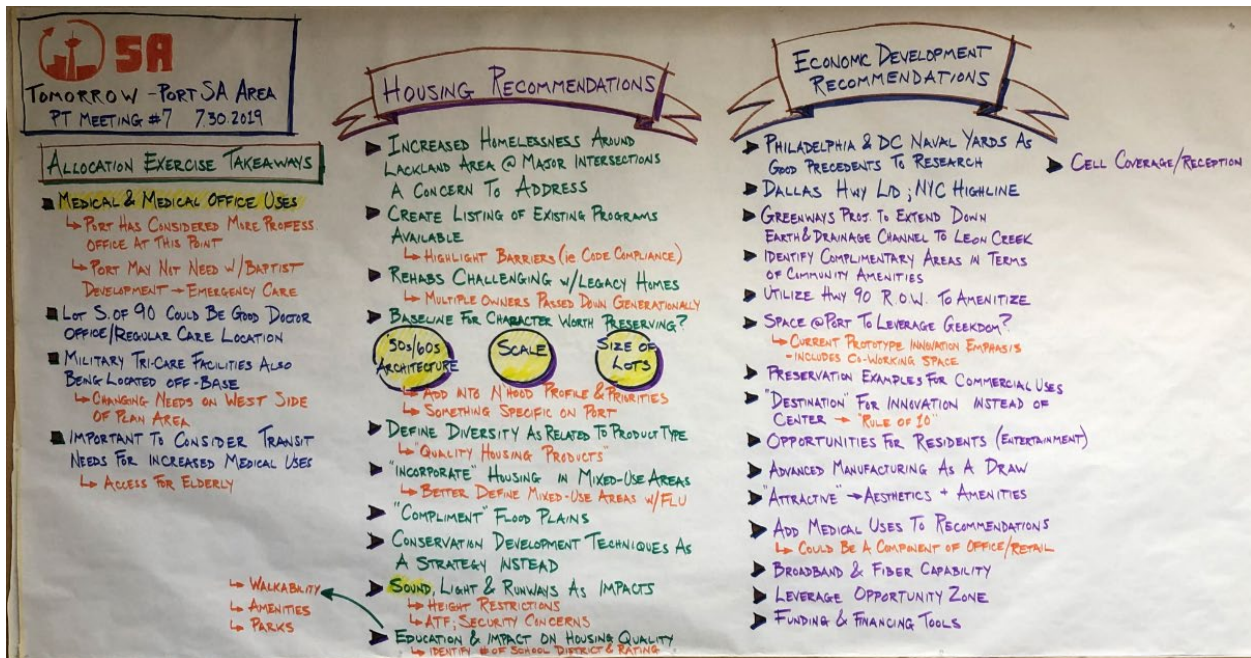 SA
TOMORROW - PORT SA AREA
PT MEETING #7 7.30.2019
ALLOCATION EXERCISE TAKEAWAYS
MEDICAL & MEDICAL OFFICE USES
PORT HAS CONSIDERED MORE PROFESS.
OFFICE AT THIS POINT
PORT MAY NOT NEED W/BAPTIST
DEVELOPMENT → EMERGENCY CARE
LOT S. OF 90 COULD BE GOOD DOCTOR
OFFICE/REGULAR CARE LOCATION
MILITARY TRI-CARE FACILITIES ALSO
BEING LOCATED OFF-BASE
CHANGING NEEDS ON WEST SIDE
OF PLAN AREA
IMPORTANT TO CONSIDER TRANSIT
NEEDS FOR INCREASED MEDICAL USES
ACCESS FOR ELDERLY
HOUSING RECOMMENDATIONS
INCREASED HOMELESSNESS AROUND
LACKLAND AREA @ MAJOR INTERSECTIONS
A CONCERN TO ADDRESS
CREATE LISTING OF EXISTING PROGRAMS
AVAILABLE
HIGHLIGHT BARRIERS (IE CODE COMPLIANCE)
REHABS CHALLENGING W/LEGACY HOMES
MULTIPLE OWNERS PASSED DOWN GENERATIONALLY
BASELINE FOR CHARACTER WORTH PRESERVING?
'50s/60s
ARCHITECTURE
SCALE
SIZE OF
LOTS
ADD INTO N'HOOD PROFILE & PRIORITIES
SOMETHING SPECIFIC ON PORT
DEFINE DIVERSITY AS RELATED TO PRODUCT TYPE
"QUALITY HOUSING PRODUCTS"
"INCORPORATE" HOUSING IN MIXED-USE AREAS
BETTER DEFINE MIXED-USE AREAS W/FLU
"COMPLIMENT" FLOOD PLAINS
CONSERVATION DEVELOPMENT TECHNIQUES AS
A STRATEGY INSTEAD
SOUND, LIGHT & RUNWAYS AS IMPACTS
HEIGHT RESTRICTIONS
ATF; SECURITY CONCERNS
EDUCATION & IMPACT ON HOUSING QUALITY
IDENTIFY # OF SCHOOL DISTRICT & RATING
WALKABILITY
AMENITIES
PARKS
ECONOMIC DEVELOPMENT
RECOMMENDATIONS
PHILADELPHIA & DC NAVAL YARDS AS
GOOD PRECEDENTS TO RESEARCH
DALLAS HWY LID; NYC HIGHLINE
GREENWAYS PROJ. TO EXTEND DOWN
EARTH & DRAINAGE CHANNEL TO LEON CREEK
IDENTIFY COMPLIMENTARY AREAS IN TERMS
OF COMMUNITY AMENITIES
UTILIZE HWY 90 R.O.W. TO AMENITIZE
SPACE @ PORT TO LEVERAGE GEEKDOM?
CURRENT PROTOTYPE INNOVATION EMPHASIS
- INCLUDES CO-WORKING SPACE
PRESERVATION EXAMPLES FOR COMMERCIAL USES
"DESTINATION" FOR INNOVATION INSTEAD OF
CENTER → "RULE OF 10"
OPPORTUNITIES FOR RESIDENTS (ENTERTAINMENT)
ADVANCED MANUFACTURING AS A DRAW
"ATTRACTIVE" → AESTHETICS + AMENITIES
ADD MEDICAL USES TO RECOMMENDATIONS
COULD BE A COMPONENT OF OFFICE/RETAIL
BROADBAND & FIBER CAPABILITY
LEVERAGE OPPORTUNITY ZONE
FUNDING & FINANCING TOOLS
CELL COVERAGE/RECEPTION